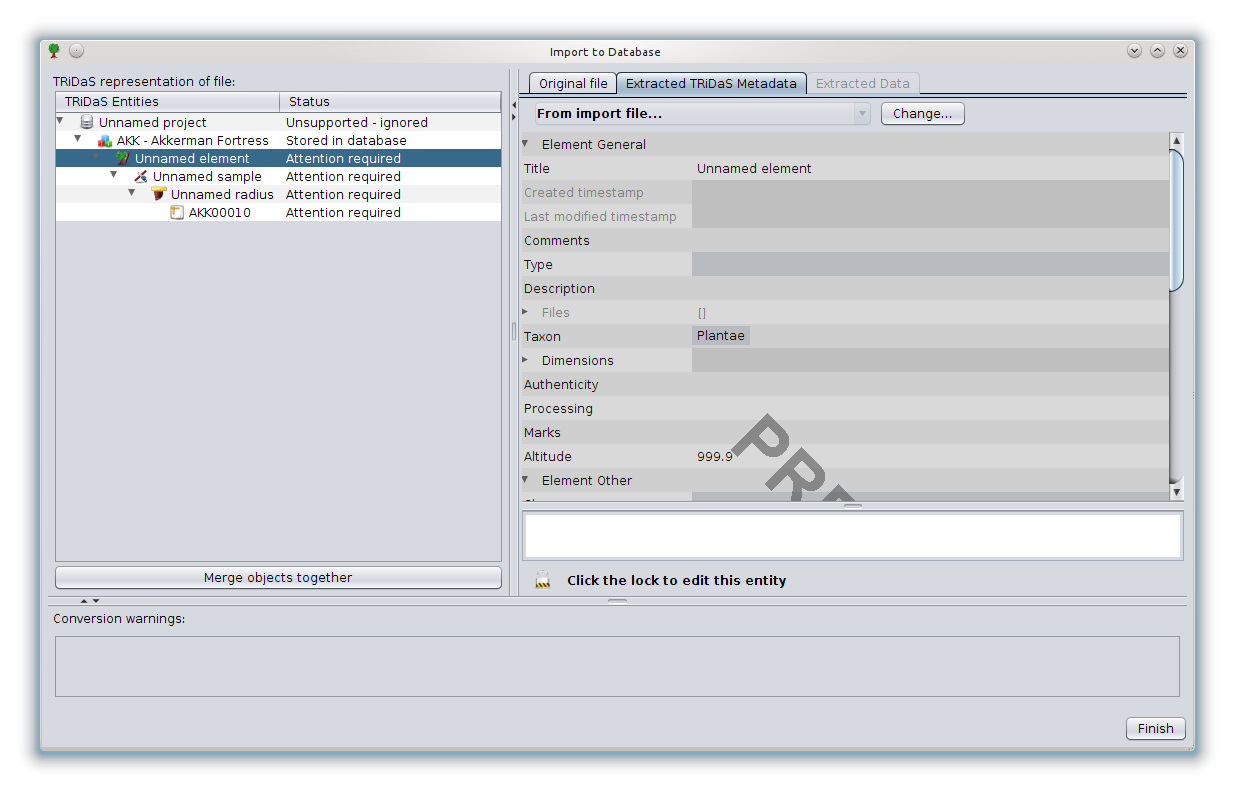 Import to Database
TRiDaS representation of file:
TRiDaS Entities Status
Unnamed project Unsupported - ignored
AKK - Akkerman Fortress Stored in database
Unnamed element Attention required
Unnamed sample Attention required
Unnamed radius Attention required
AKK00010 Attention required
Merge objects together
Original file Extracted TRiDaS Metadata Extracted Data
From import file... Change...
Element General
Title Unnamed element
Created timestamp
Last modified timestamp
Comments
Type
Description
Files []
Taxon Plantae
Dimensions
Authenticity
Processing
Marks
Altitude 999.9
Element Other
PRE
Click the lock to edit this entity
Conversion warnings:
Finish